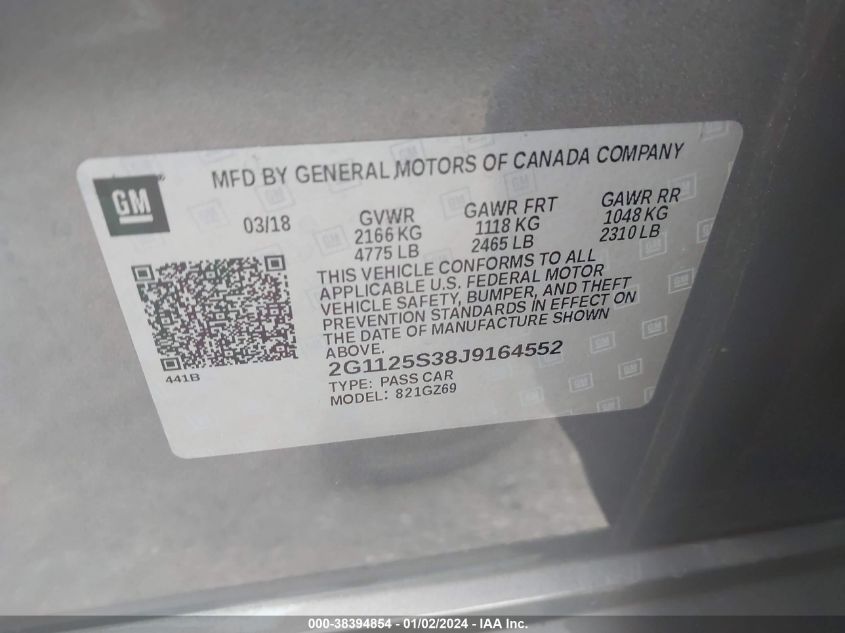 MFD BY GENERAL MOTORS OF CANADA COMPANY
GM
03/18
GVWR
2166 KG
4775 LB
GAWR FRT
1118 KG
2465 LB
GAWR RR
1048 KG
2310 LB
THIS VEHICLE CONFORMS TO ALL
APPLICABLE U.S. FEDERAL MOTOR
VEHICLE SAFETY, BUMPER, AND THEFT
PREVENTION STANDARDS IN EFFECT ON
THE DATE OF MANUFACTURE SHOWN
ABOVE.
2G1125S38J9164552
TYPE: PASS CAR
MODEL: 821GZ69
441B
000-38394854 - 01/02/2024 - IAA Inc.